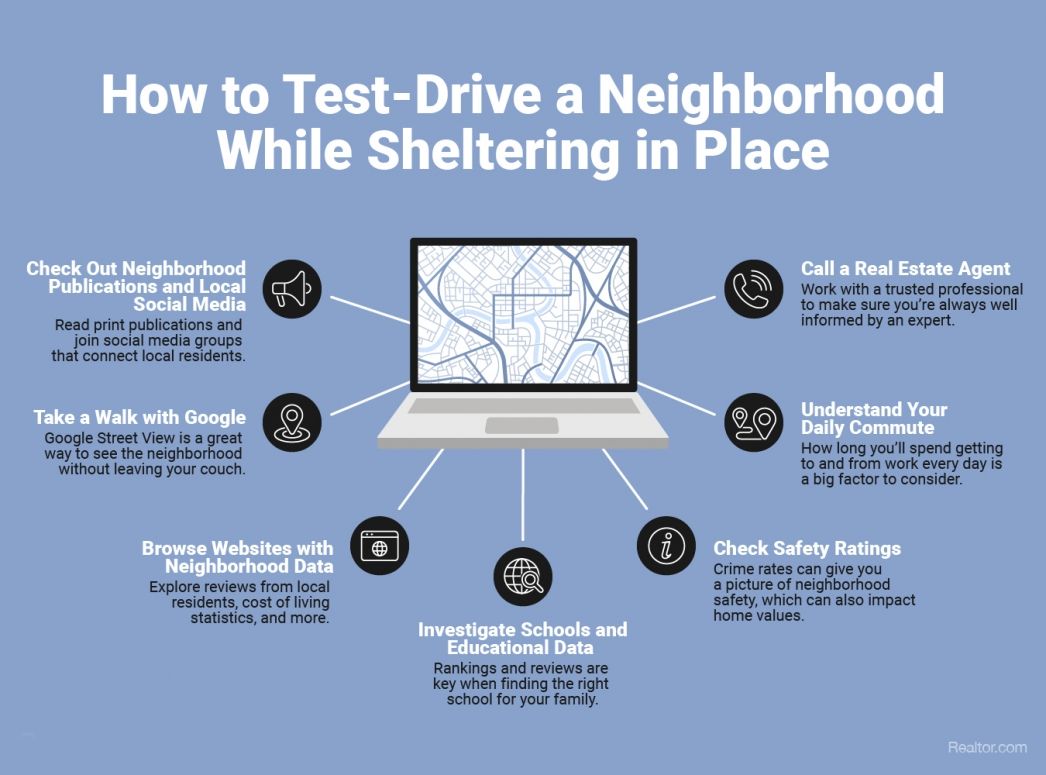 How to Test-Drive a Neighborhood
While Sheltering in Place
Check Out Neighborhood
Publications and Local
Social Media
Read print publications and
join social media groups
that connect local residents.
Take a Walk with Google
Google Street View is a great
way to see the neighborhood
without leaving your couch.
Browse Websites with
Neighborhood Data
Explore reviews from local
residents, cost of living
statistics, and more.
Investigate Schools and
Educational Data
Rankings and reviews are
key when finding the right
school for your family.
Check Safety Ratings
Crime rates can give you
a picture of neighborhood
safety, which can also impact
home values.
Understand Your
Daily Commute
How long you’ll spend getting
to and from work every day is
a big factor to consider.
Call a Real Estate Agent
Work with a trusted professional
to make sure you’re always well
informed by an expert.
Realtor.com